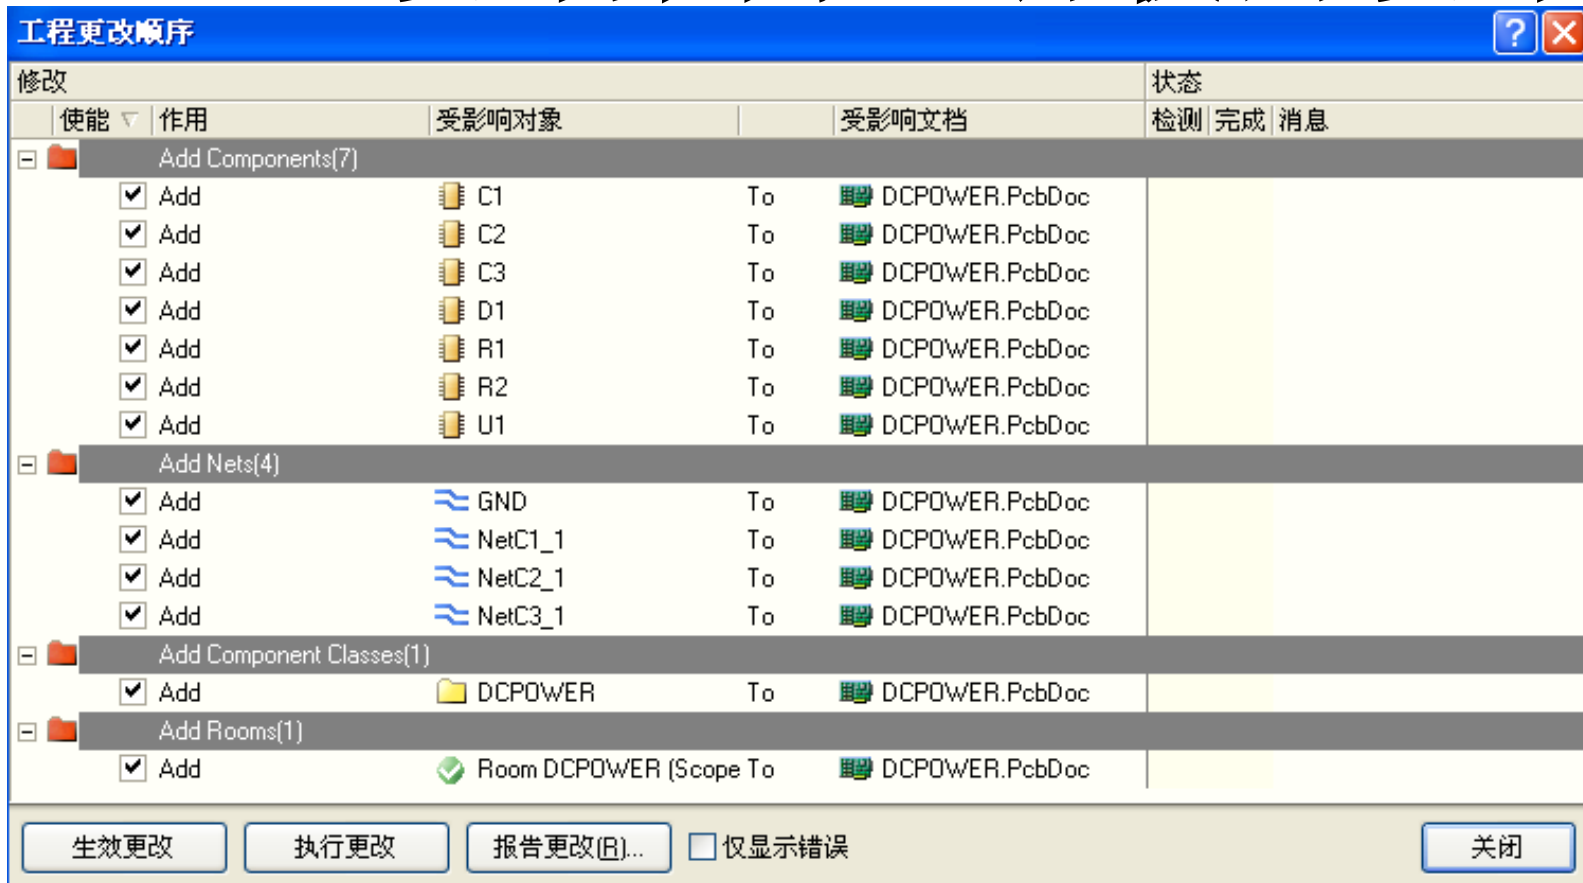 工程更改顺序
修改 状态
使能 作用 受影响对象 受影响文档 检测 完成 消息
Add Components(7)
Add C1 To DCPOWER.PcbDoc
Add C2 To DCPOWER.PcbDoc
Add C3 To DCPOWER.PcbDoc
Add D1 To DCPOWER.PcbDoc
Add R1 To DCPOWER.PcbDoc
Add R2 To DCPOWER.PcbDoc
Add U1 To DCPOWER.PcbDoc
Add Nets(4)
Add GND To DCPOWER.PcbDoc
Add NetC1_1 To DCPOWER.PcbDoc
Add NetC2_1 To DCPOWER.PcbDoc
Add NetC3_1 To DCPOWER.PcbDoc
Add Component Classes(1)
Add DCPOWER To DCPOWER.PcbDoc
Add Rooms(1)
Add Room DCPOWER (Scope To DCPOWER.PcbDoc
生效更改 执行更改 报告更改(R)... 仅显示错误 关闭